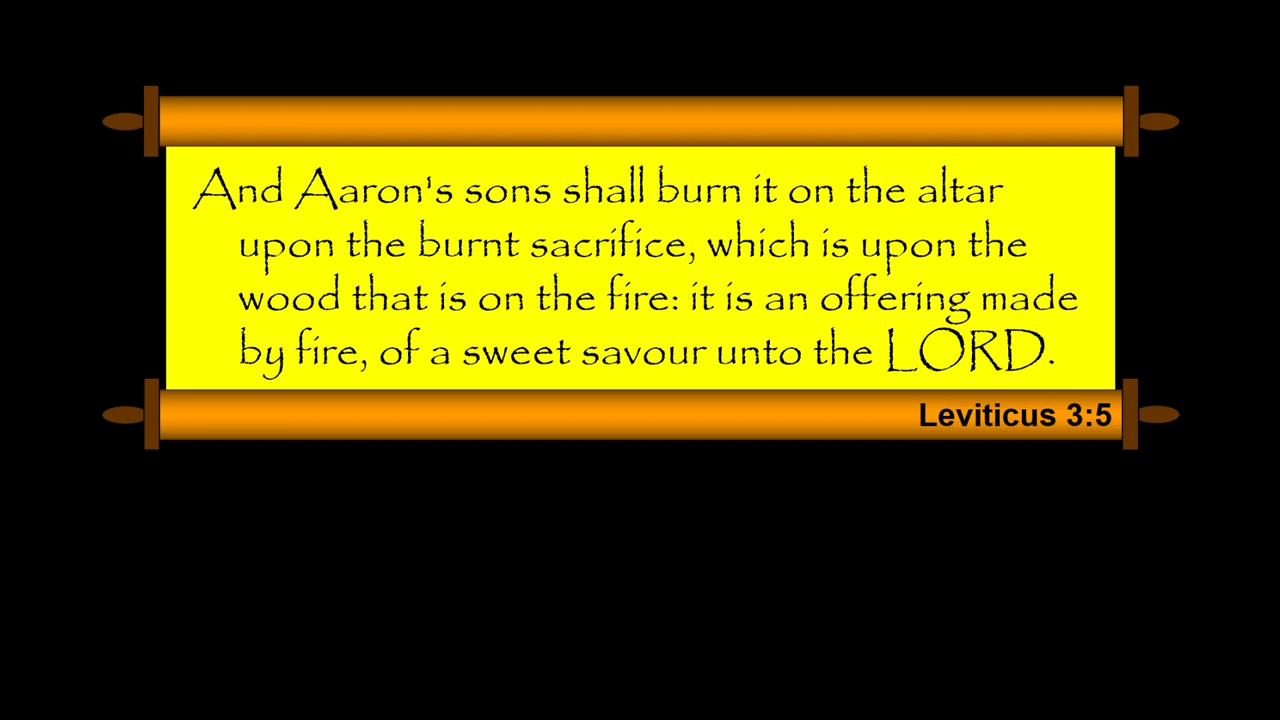 And Aaron's sons shall burn it on the altar
upon the burnt sacrifice, which is upon the
wood that is on the fire: it is an offering made
by fire, of a sweet savour unto the LORD.
Leviticus 3:5